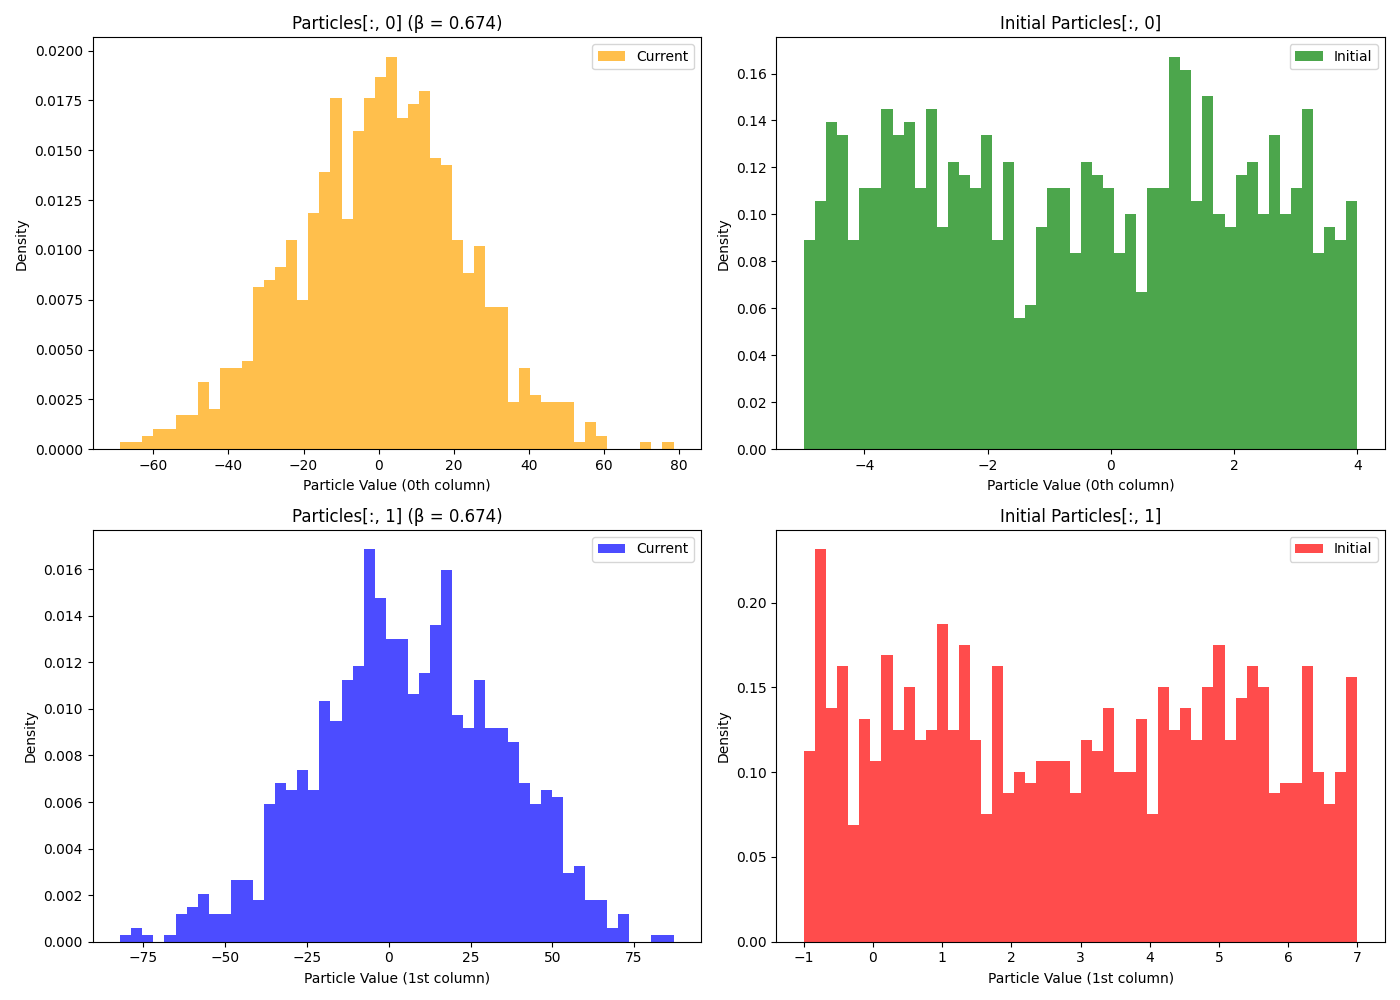 Particles[:, 0] (β = 0.674)
Current
0.0200
0.0175
0.0150
0.0125
0.0100
0.0075
0.0050
0.0025
0.0000
Density
−60 −40 −20 0 20 40 60 80
Particle Value (0th column)
Initial Particles[:, 0]
Initial
0.16
0.14
0.12
0.10
0.08
0.06
0.04
0.02
0.00
Density
−4 −2 0 2 4
Particle Value (0th column)
Particles[:, 1] (β = 0.674)
Current
0.016
0.014
0.012
0.010
0.008
0.006
0.004
0.002
0.000
Density
−75 −50 −25 0 25 50 75
Particle Value (1st column)
Initial Particles[:, 1]
Initial
0.20
0.15
0.10
0.05
0.00
Density
−1 0 1 2 3 4 5 6 7
Particle Value (1st column)